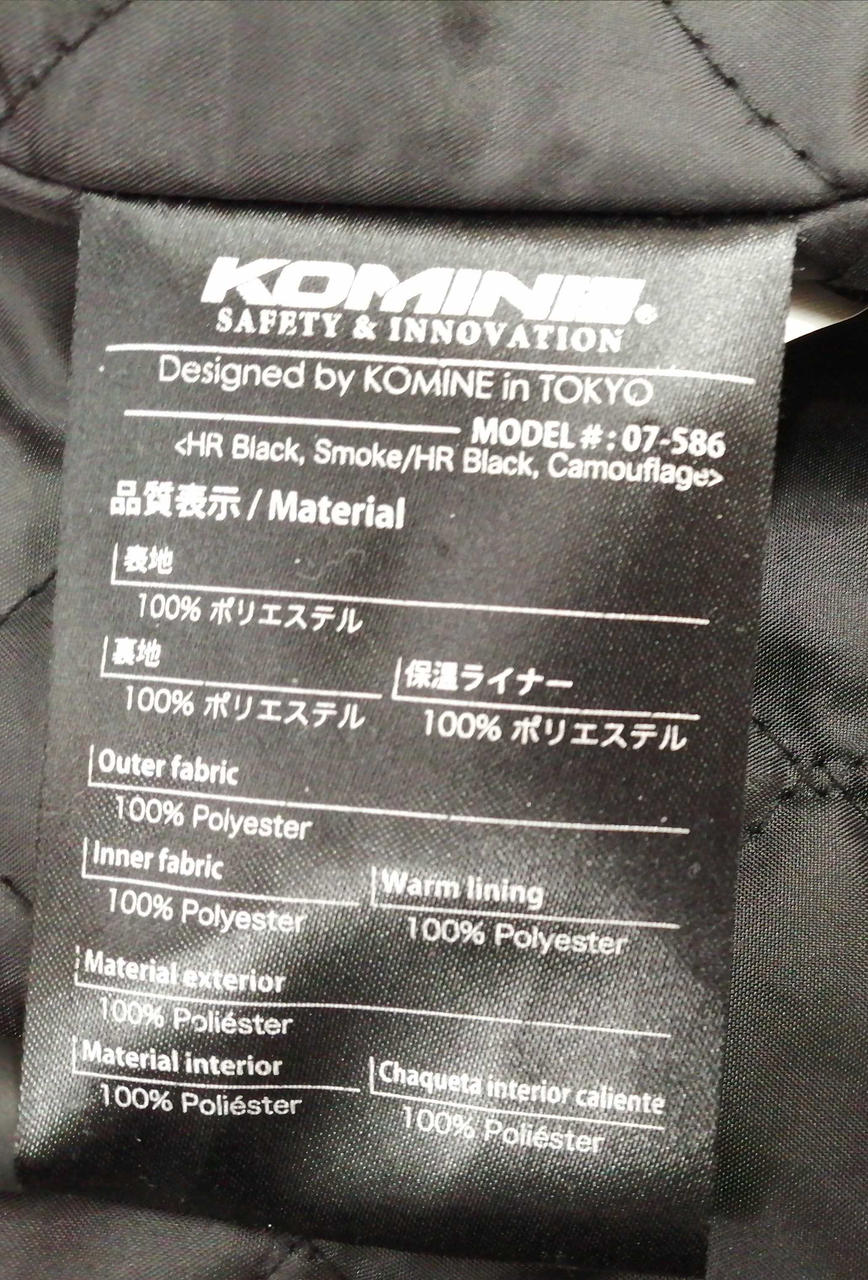 KOMINE®
SAFETY & INNOVATION
Designed by KOMINE in TOKYO
MODEL #: 07-586
<HR Black, Smoke/HR Black, Camouflage>
品質表示 / Material
表地
100% ポリエステル
裏地
100% ポリエステル
保温ライナー
100% ポリエステル
Outer fabric
100% Polyester
Inner fabric
100% Polyester
Warm lining
100% Polyester
Material exterior
100% Poliéster
Material interior
100% Poliéster
Chaqueta interior caliente
100% Poliéster